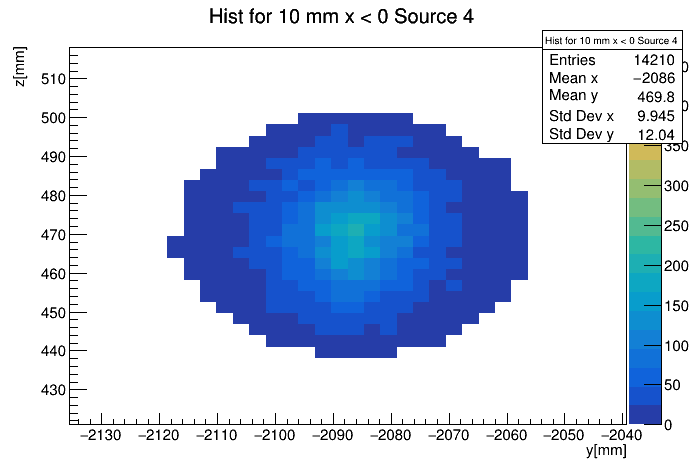 Hist for 10 mm x < 0 Source 4
z[mm]
Hist for 10 mm x < 0 Source 4
Entries 14210
Mean x −2086
Mean y 469.8
Std Dev x 9.945
Std Dev y 12.04
510
500
490
480
470
460
450
440
430
350
300
250
200
150
100
50
0
−2130 −2120 −2110 −2100 −2090 −2080 −2070 −2060 −2050 −2040
y[mm]